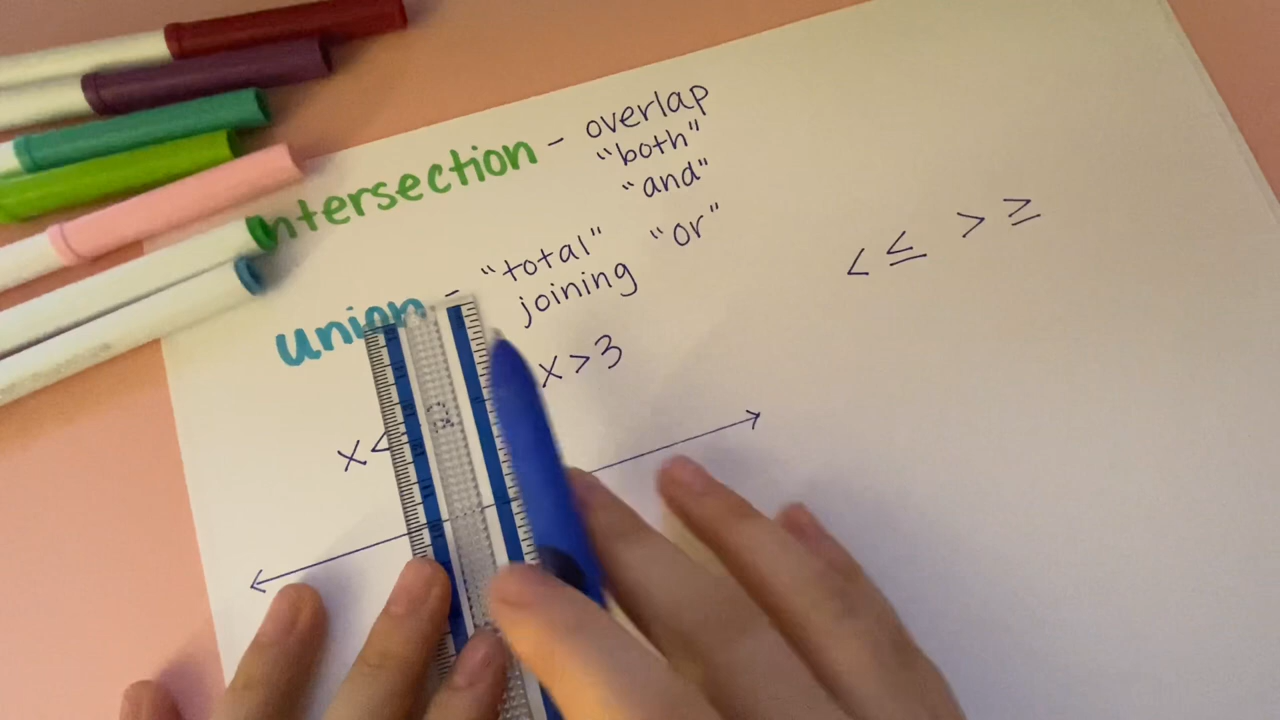 intersection - overlap
"both"
"and"
union - "total" "or"
joining
< ≤ > ≥
x > 3
x <